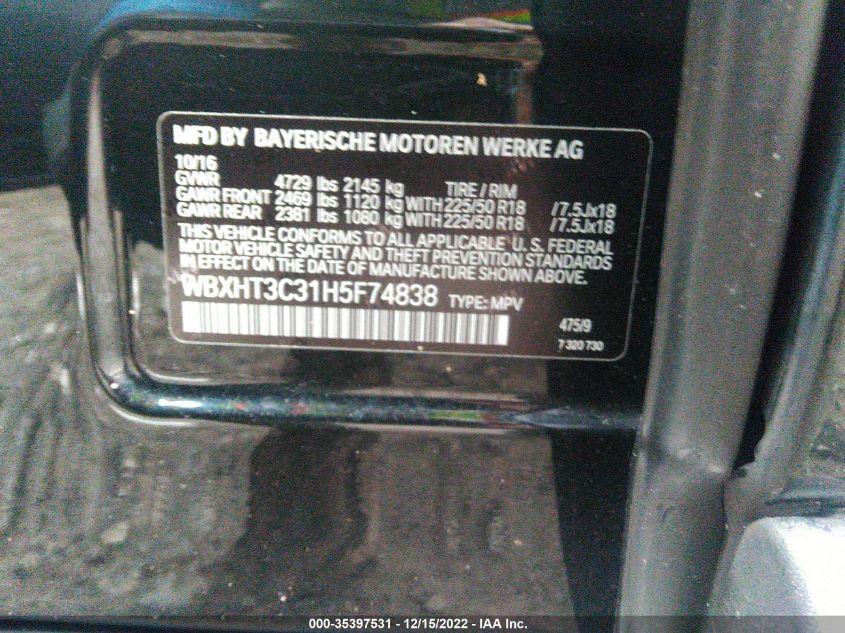 MFD BY BAYERISCHE MOTOREN WERKE AG
10/16
GVWR 4729 lbs 2145 kg TIRE / RIM
GAWR FRONT 2469 lbs 1120 kg WITH 225/50 R18 /7.5Jx18
GAWR REAR 2381 lbs 1080 kg WITH 225/50 R18 /7.5Jx18
THIS VEHICLE CONFORMS TO ALL APPLICABLE U.S. FEDERAL
MOTOR VEHICLE SAFETY AND THEFT PREVENTION STANDARDS
IN EFFECT ON THE DATE OF MANUFACTURE SHOWN ABOVE.
WBXHT3C31H5F74838 TYPE: MPV
475/9
7 320 730
000-35397531 - 12/15/2022 - IAA Inc.